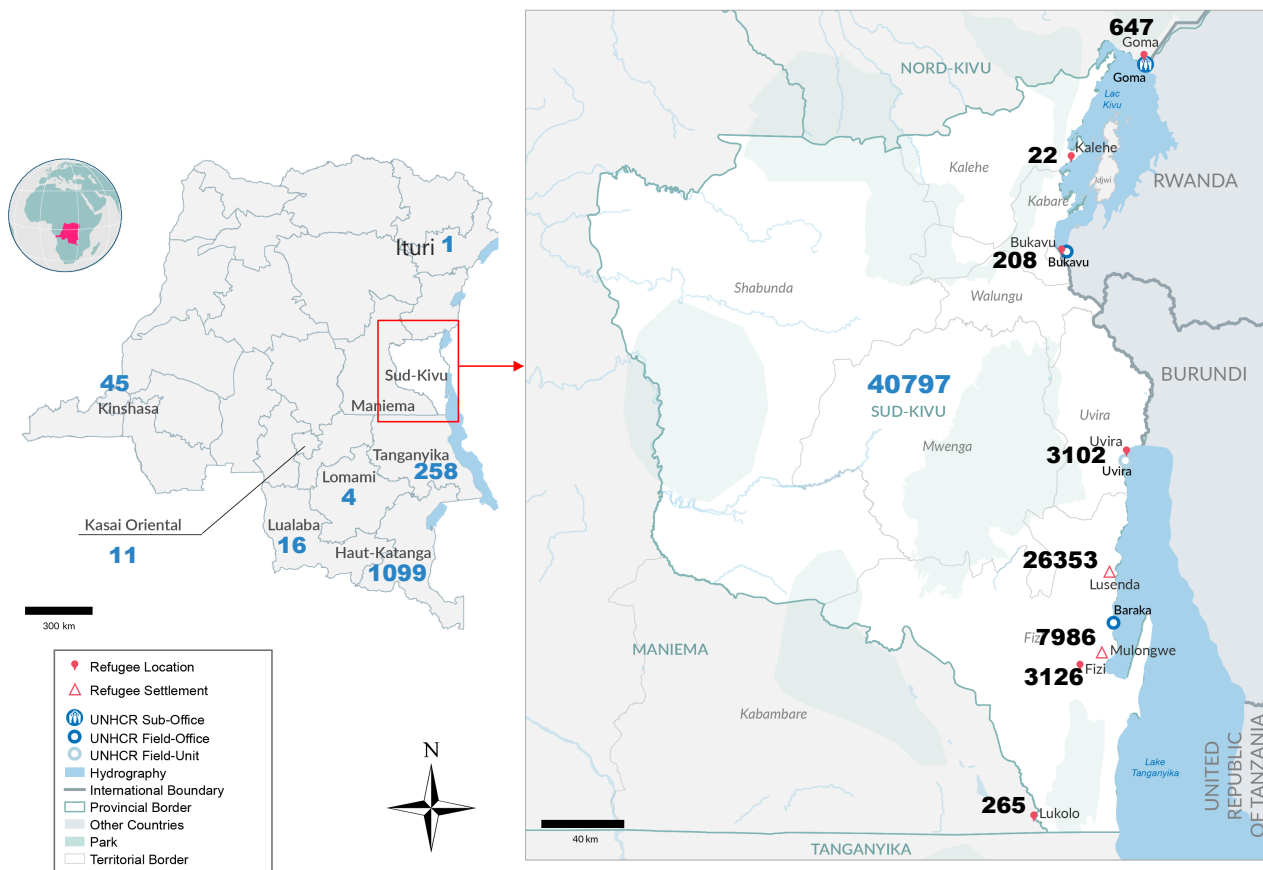 Ituri 1
Sud-Kivu
45
Kinshasa
Maniema
Tanganyika
258
Lomami
4
Kasai Oriental
11
Lualaba
16
Haut-Katanga
1099
300 km
Refugee Location
Refugee Settlement
UNHCR Sub-Office
UNHCR Field-Office
UNHCR Field-Unit
Hydrography
International Boundary
Provincial Border
Other Countries
Park
Territorial Border
N
647
Goma
Goma
NORD-KIVU
Lac
Kivu
22
Kalehe
Kalehe
Idjwi
RWANDA
Kabare
Bukavu
208
Bukavu
Shabunda
Walungu
BURUNDI
40797
SUD-KIVU
Uvira
Mwenga
Uvira
3102
Uvira
26353
Lusenda
Baraka
7986
Mulongwe
3126
Fizi
MANIEMA
Kabambare
Lake
Tanganyika
UNITED
REPUBLIC
OF TANZANIA
265
Lukolo
40 km
TANGANYIKA